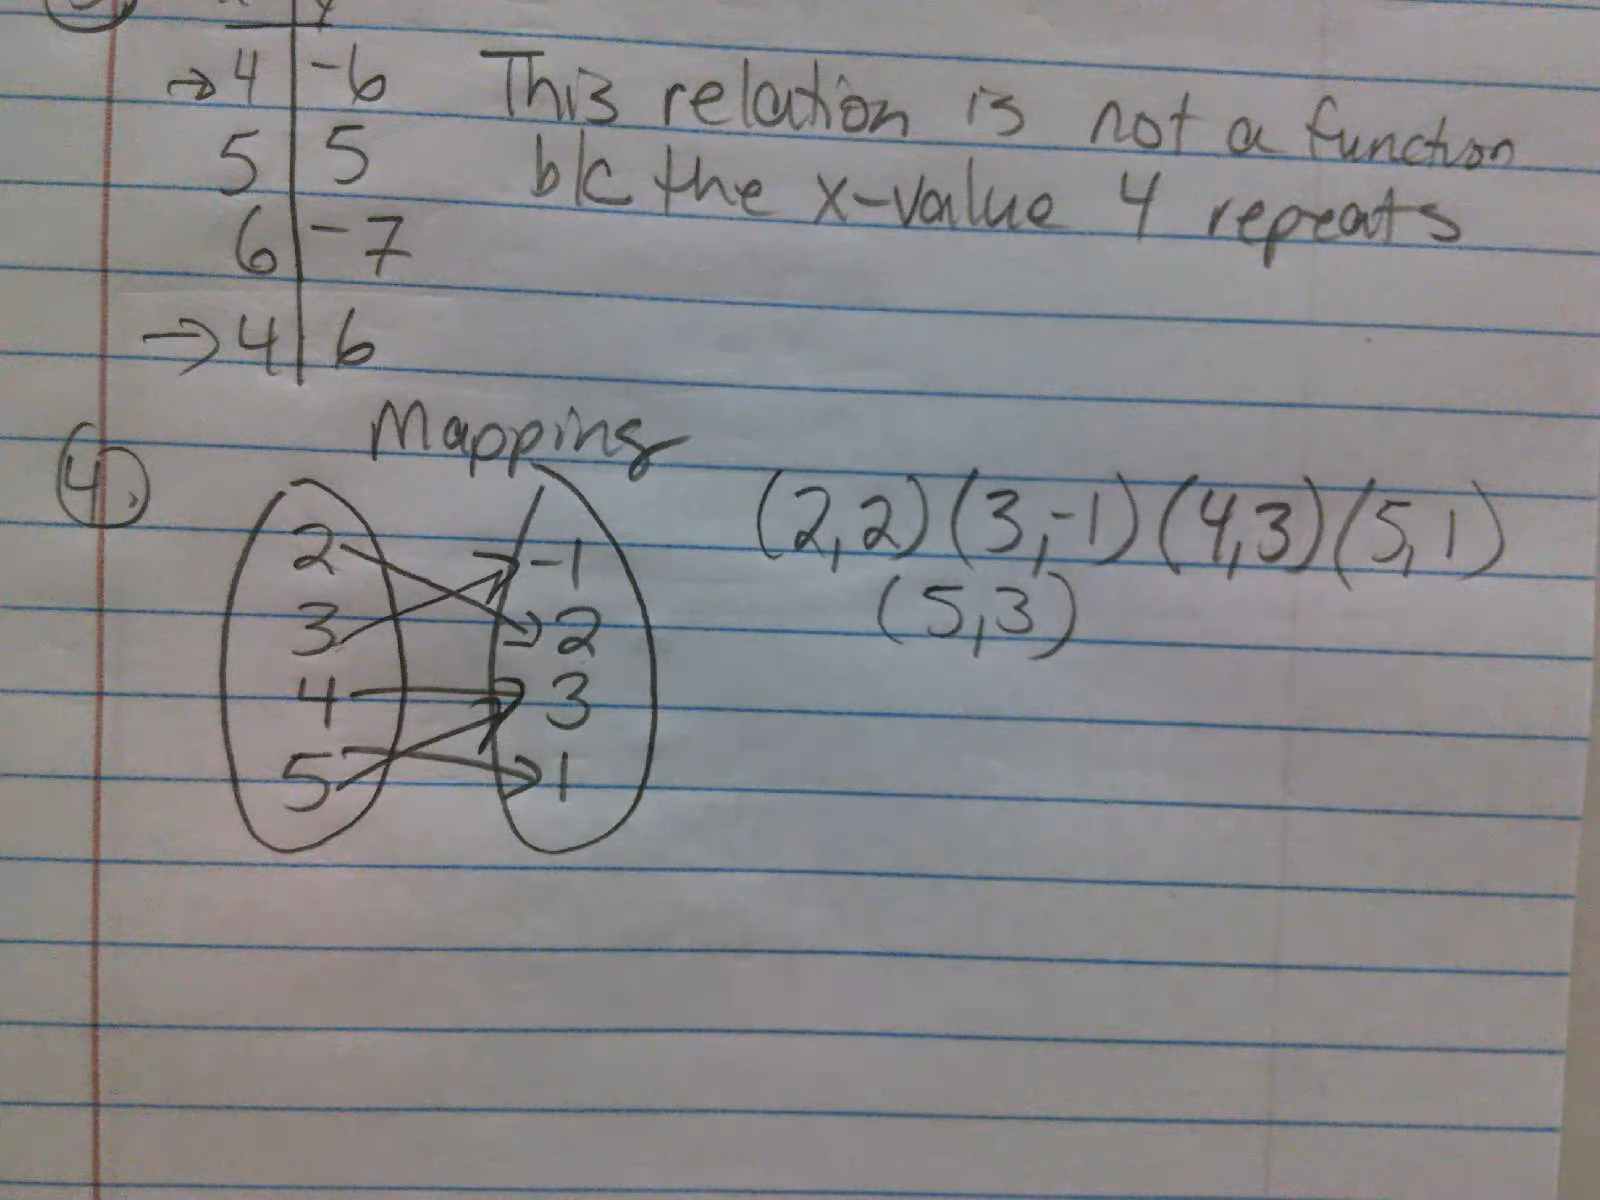 x y
4 -6 This relation is not a function
5 5 b/c the x-value 4 repeats
6 -7
4 6
Mapping
4.
(2,2) (3,-1) (4,3) (5,1)
(5,3)
2 -1
3 2
4 3
5 1